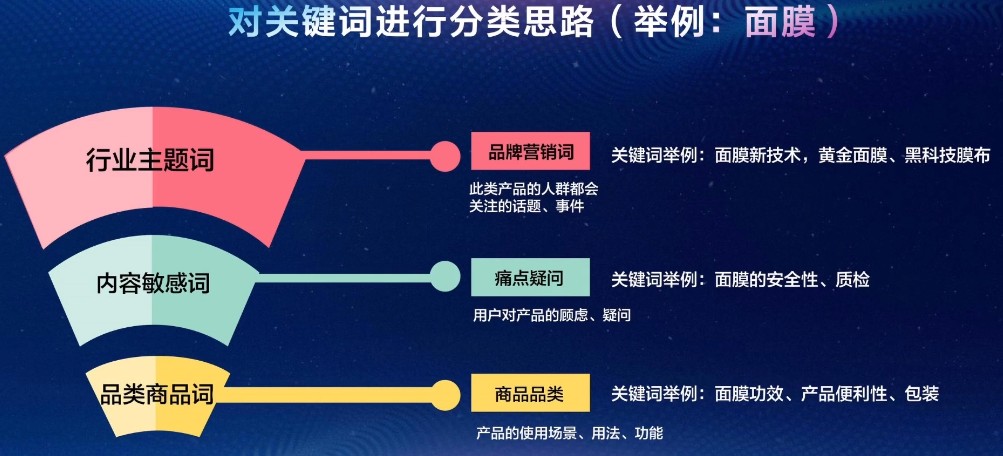 对关键词进行分类思路（举例：面膜）
行业主题词
品牌营销词
关键词举例：面膜新技术，黄金面膜、黑科技膜布
此类产品的人群都会
关注的话题、事件
内容敏感词
痛点疑问
关键词举例：面膜的安全性、质检
用户对产品的顾虑、疑问
品类商品词
商品品类
关键词举例：面膜功效、产品便利性、包装
产品的使用场景、用法、功能